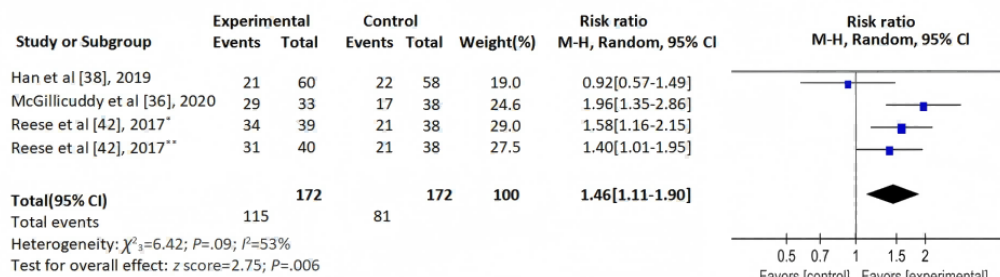 Experimental Control Risk ratio Risk ratio
Study or Subgroup Events Total Events Total Weight(%) M-H, Random, 95% CI M-H, Random, 95% CI
Han et al [38], 2019 21 60 22 58 19.0 0.92[0.57-1.49]
McGillicuddy et al [36], 2020 29 33 17 38 24.6 1.96[1.35-2.86]
Reese et al [42], 2017* 34 39 21 38 29.0 1.58[1.16-2.15]
Reese et al [42], 2017** 31 40 21 38 27.5 1.40[1.01-1.95]
Total(95% CI) 172 172 100 1.46[1.11-1.90]
Total events 115 81
Heterogeneity: χ²₃=6.42; P=.09; I²=53%
Test for overall effect: z score=2.75; P=.006
0.5 0.7 1 1.5 2
Favors [control] Favors [experimental]